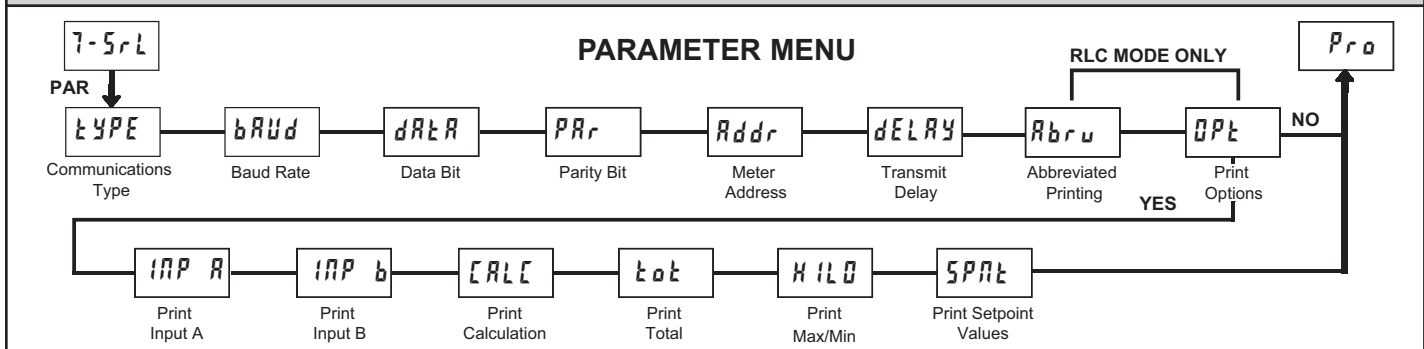 7-SrL
PARAMETER MENU
Pro
RLC MODE ONLY
PAR
tYPE
bAUd
dAtA
PAr
Addr
dELAY
Abrv
OPt
NO
Communications
Type
Baud Rate
Data Bit
Parity Bit
Meter
Address
Transmit
Delay
Abbreviated
Printing
Print
Options
YES
INP A
INP b
CALC
tot
HILO
SPNt
Print
Input A
Print
Input B
Print
Calculation
Print
Total
Print
Max/Min
Print Setpoint
Values